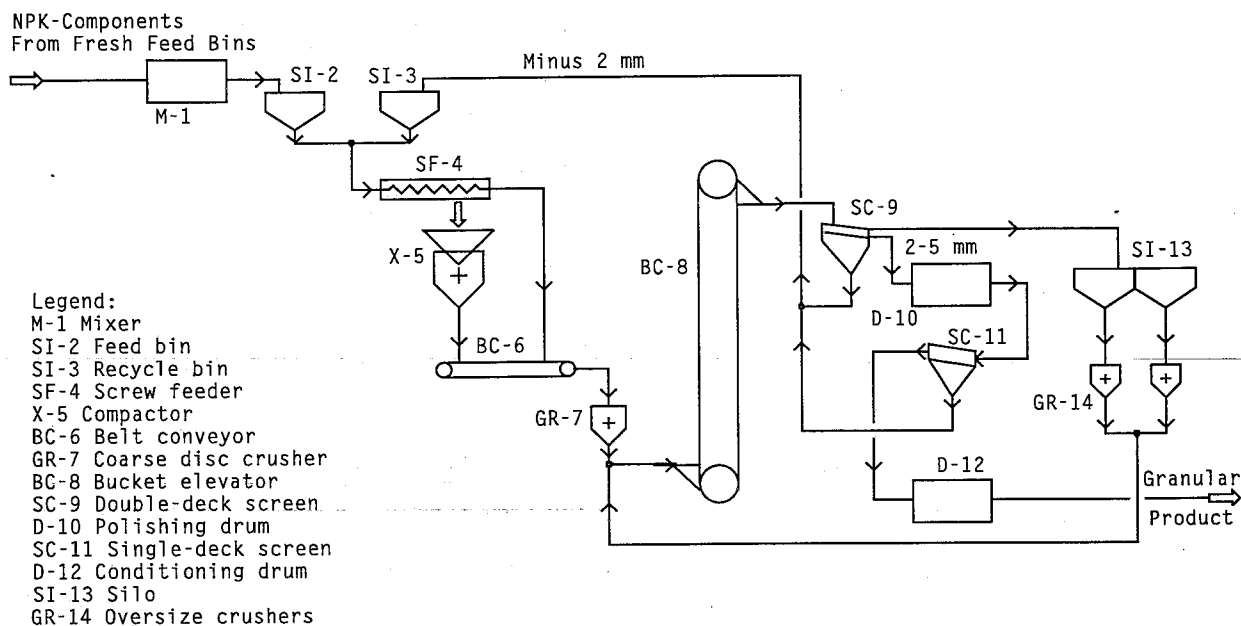 NPK-Components
From Fresh Feed Bins
M-1
SI-2
SI-3
Minus 2 mm
SF-4
X-5
BC-6
GR-7
BC-8
SC-9
2-5 mm
D-10
SC-11
SI-13
GR-14
D-12
Granular
Product
Legend:
M-1 Mixer
SI-2 Feed bin
SI-3 Recycle bin
SF-4 Screw feeder
X-5 Compactor
BC-6 Belt conveyor
GR-7 Coarse disc crusher
BC-8 Bucket elevator
SC-9 Double-deck screen
D-10 Polishing drum
SC-11 Single-deck screen
D-12 Conditioning drum
SI-13 Silo
GR-14 Oversize crushers